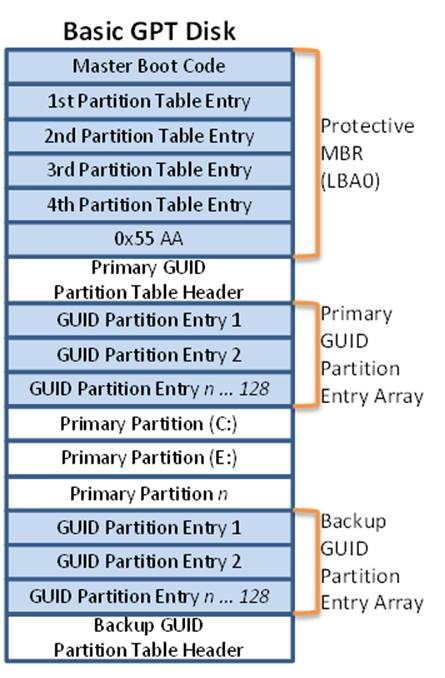 Basic GPT Disk
Master Boot Code
1st Partition Table Entry
2nd Partition Table Entry
3rd Partition Table Entry
4th Partition Table Entry
0x55 AA
Protective
MBR
(LBA0)
Primary GUID
Partition Table Header
GUID Partition Entry 1
GUID Partition Entry 2
GUID Partition Entry n ... 128
Primary
GUID
Partition
Entry Array
Primary Partition (C:)
Primary Partition (E:)
Primary Partition n
GUID Partition Entry 1
GUID Partition Entry 2
GUID Partition Entry n ... 128
Backup
GUID
Partition
Entry Array
Backup GUID
Partition Table Header